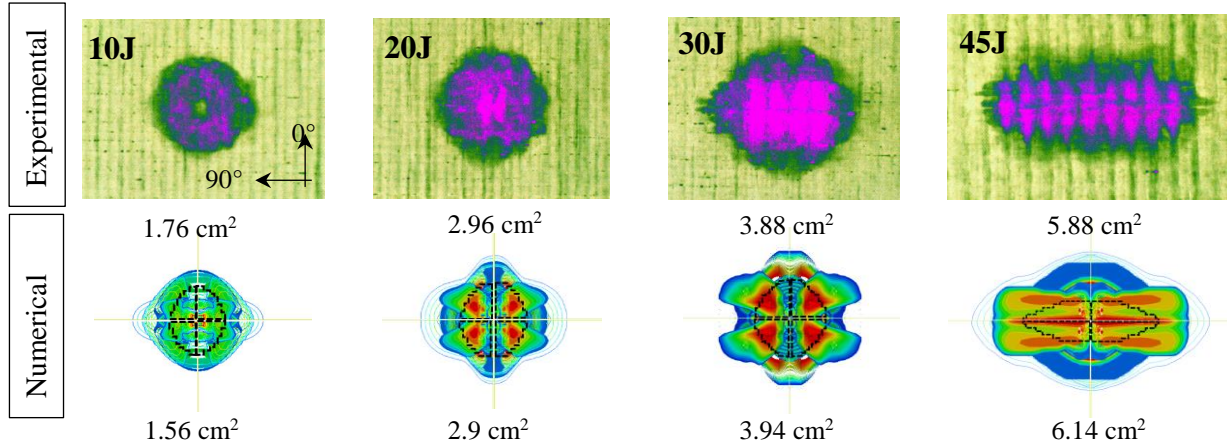 Experimental
10J
20J
30J
45J
0°
90°
1.76 cm²
2.96 cm²
3.88 cm²
5.88 cm²
Numerical
1.56 cm²
2.9 cm²
3.94 cm²
6.14 cm²